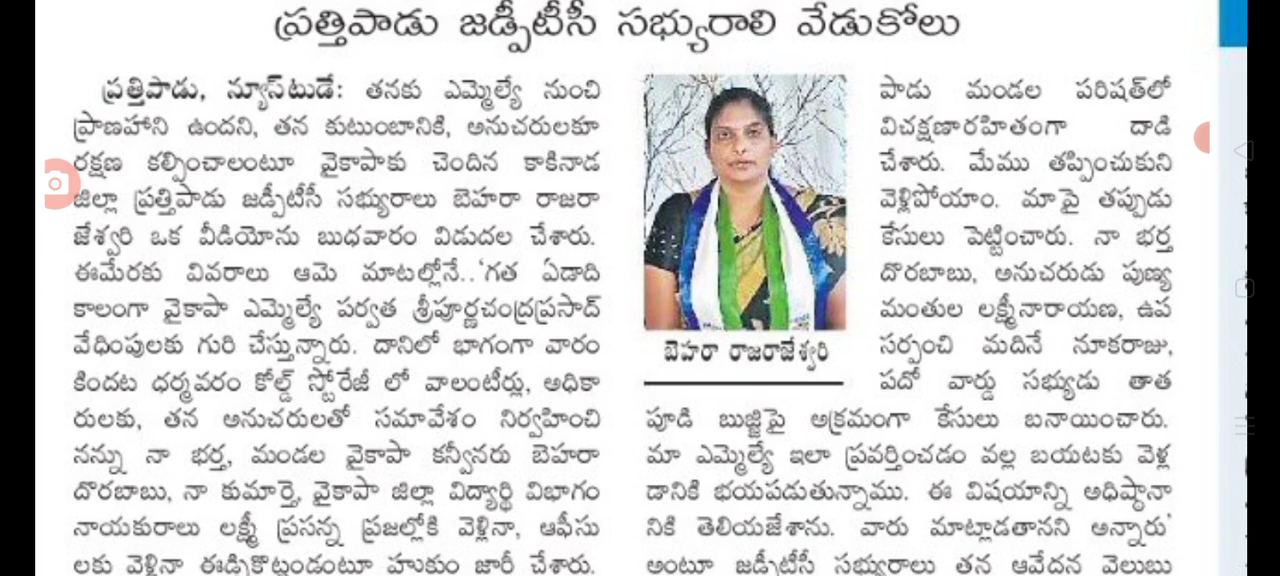 ప్రత్తిపాడు జడ్పీటీసీ సభ్యురాలి వేడుకోలు
ప్రత్తిపాడు, న్యూస్‌టుడే: తనకు ఎమ్మెల్యే నుంచి
ప్రాణహాని ఉందని, తన కుటుంబానికి, అనుచరులకూ
రక్షణ కల్పించాలంటూ వైకాపాకు చెందిన కాకినాడ
జిల్లా ప్రత్తిపాడు జడ్పీటీసీ సభ్యురాలు బెహరా రాజరా
జేశ్వరి ఒక వీడియోను బుధవారం విడుదల చేశారు.
ఈమేరకు వివరాలు ఆమె మాటల్లోనే..‘గత ఏడాది
కాలంగా వైకాపా ఎమ్మెల్యే పర్వత శ్రీపూర్ణచంద్రప్రసాద్
వేధింపులకు గురి చేస్తున్నారు. దానిలో భాగంగా వారం
కిందట ధర్మవరం కోల్డ్ స్టోరేజీ లో వాలంటీర్లు, అధికా
రులకు, తన అనుచరులతో సమావేశం నిర్వహించి
నన్ను నా భర్త, మండల వైకాపా కన్వీనరు బెహరా
దొరబాబు, నా కుమార్తె, వైకాపా జిల్లా విద్యార్థి విభాగం
నాయకురాలు లక్ష్మీ ప్రసన్న ప్రజల్లోకి వెళ్లినా, ఆఫీసు
లకు వెళ్లినా ఈడ్చికొట్టండంటూ హుకుం జారీ చేశారు.
బెహరా రాజరాజేశ్వరి
పాడు మండల పరిషత్‌లో
విచక్షణారహితంగా దాడి
చేశారు. మేము తప్పించుకుని
వెళ్లిపోయాం. మాపై తప్పుడు
కేసులు పెట్టించారు. నా భర్త
దొరబాబు, అనుచరుడు పుణ్య
మంతుల లక్ష్మీనారాయణ, ఉప
సర్పంచి మదినే నూకరాజు,
పదో వార్డు సభ్యుడు తాత
పూడి బుజ్జిపై అక్రమంగా కేసులు బనాయించారు.
మా ఎమ్మెల్యే ఇలా ప్రవర్తించడం వల్ల బయటకు వెళ్ల
డానికి భయపడుతున్నాము. ఈ విషయాన్ని అధిష్ఠానా
నికి తెలియజేశాను. వారు మాట్లాడతానని అన్నారు’
అంటూ జడ్పీటీసీ సభ్యురాలు తన ఆవేదన వెలుబు